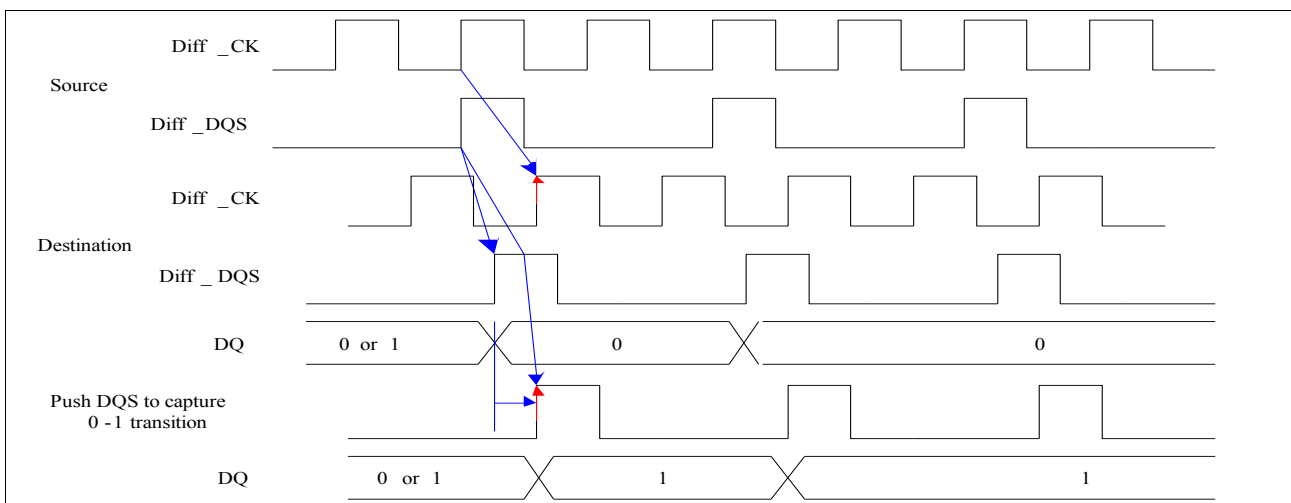 Diff _CK
Source
Diff _DQS
Diff _CK
Destination
Diff _ DQS
DQ 0 or 1 0 0
Push DQS to capture
0 -1 transition
DQ 0 or 1 1 1